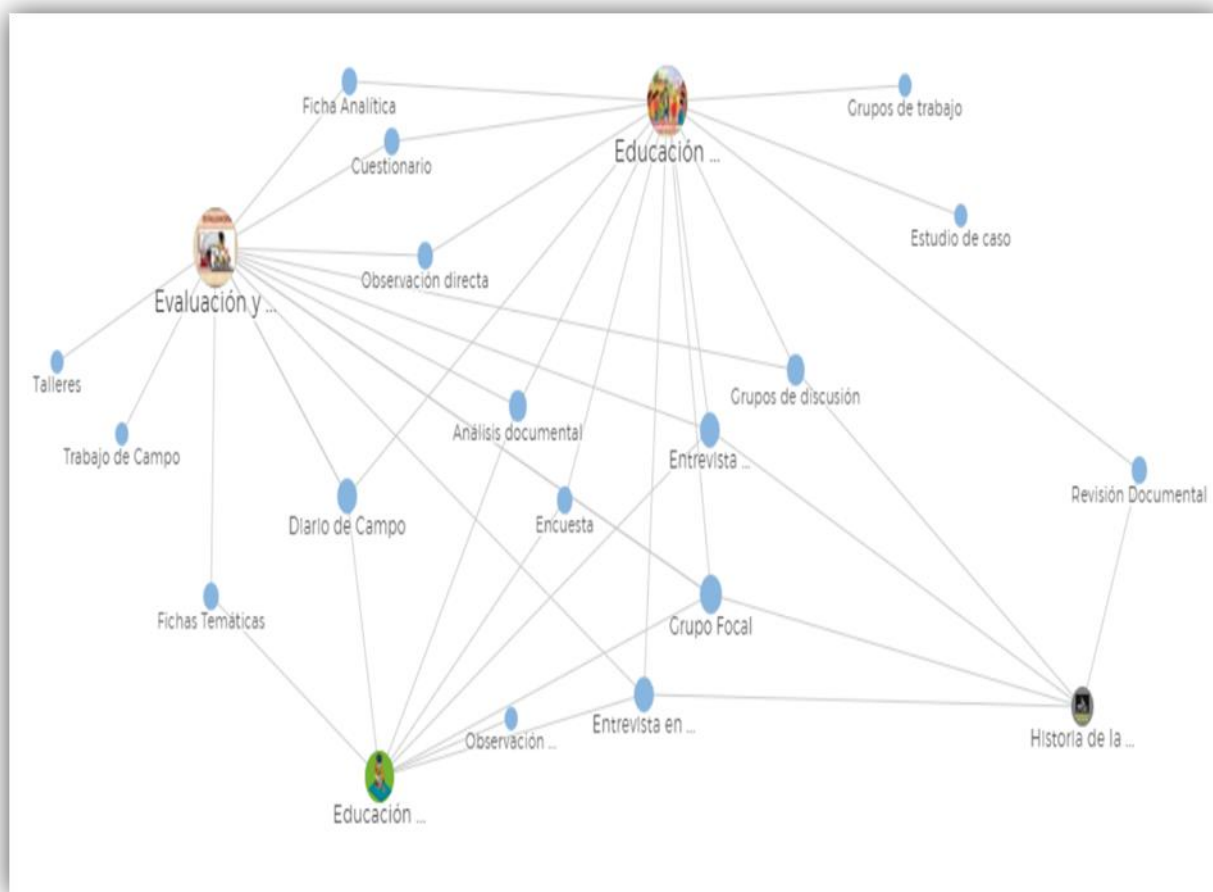 Ficha Analítica
Grupos de trabajo
Cuestionario
Educación ...
Estudio de caso
Observación directa
Evaluación y ...
Talleres
Grupos de discusión
Trabajo de Campo
Análisis documental
Entrevista ...
Revisión Documental
Diario de Campo
Encuesta
Fichas Temáticas
Grupo Focal
Entrevista en ...
Observación ...
Historia de la ...
Educación ...